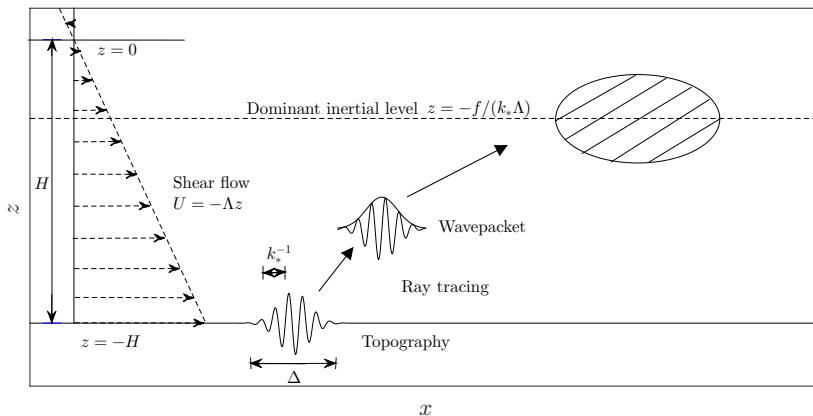 z = 0
Dominant inertial level z = −f/(k∗Λ)
H
Shear flow
U = −Λz
z
Wavepacket
k∗⁻¹
Ray tracing
z = −H
Topography
Δ
x